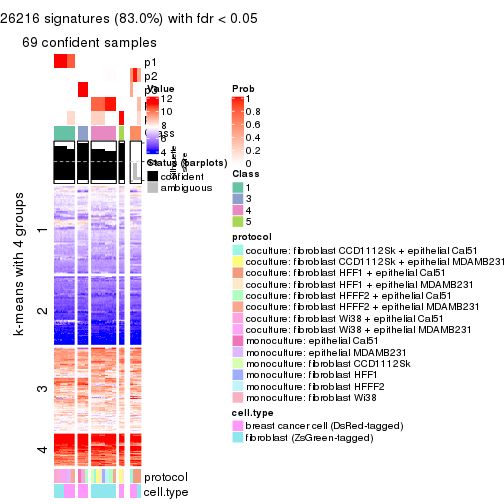 26216 signatures (83.0%) with fdr < 0.05
69 confident samples
p1
p2
Value
12
10
8
6
4
Prob
1
0.8
0.6
0.4
0.2
0
Status (barplots)
confident
ambiguous
Class
1
3
4
5
k-means with 4 groups
1
2
3
4
protocol
coculture: fibroblast CCD1112Sk + epithelial Cal51
coculture: fibroblast CCD1112Sk + epithelial MDAMB231
coculture: fibroblast HFF1 + epithelial Cal51
coculture: fibroblast HFF1 + epithelial MDAMB231
coculture: fibroblast HFFF2 + epithelial Cal51
coculture: fibroblast HFFF2 + epithelial MDAMB231
coculture: fibroblast Wi38 + epithelial Cal51
coculture: fibroblast Wi38 + epithelial MDAMB231
monoculture: epithelial Cal51
monoculture: epithelial MDAMB231
monoculture: fibroblast CCD1112Sk
monoculture: fibroblast HFF1
monoculture: fibroblast HFFF2
monoculture: fibroblast Wi38
cell.type
breast cancer cell (DsRed-tagged)
fibroblast (ZsGreen-tagged)
protocol
cell.type